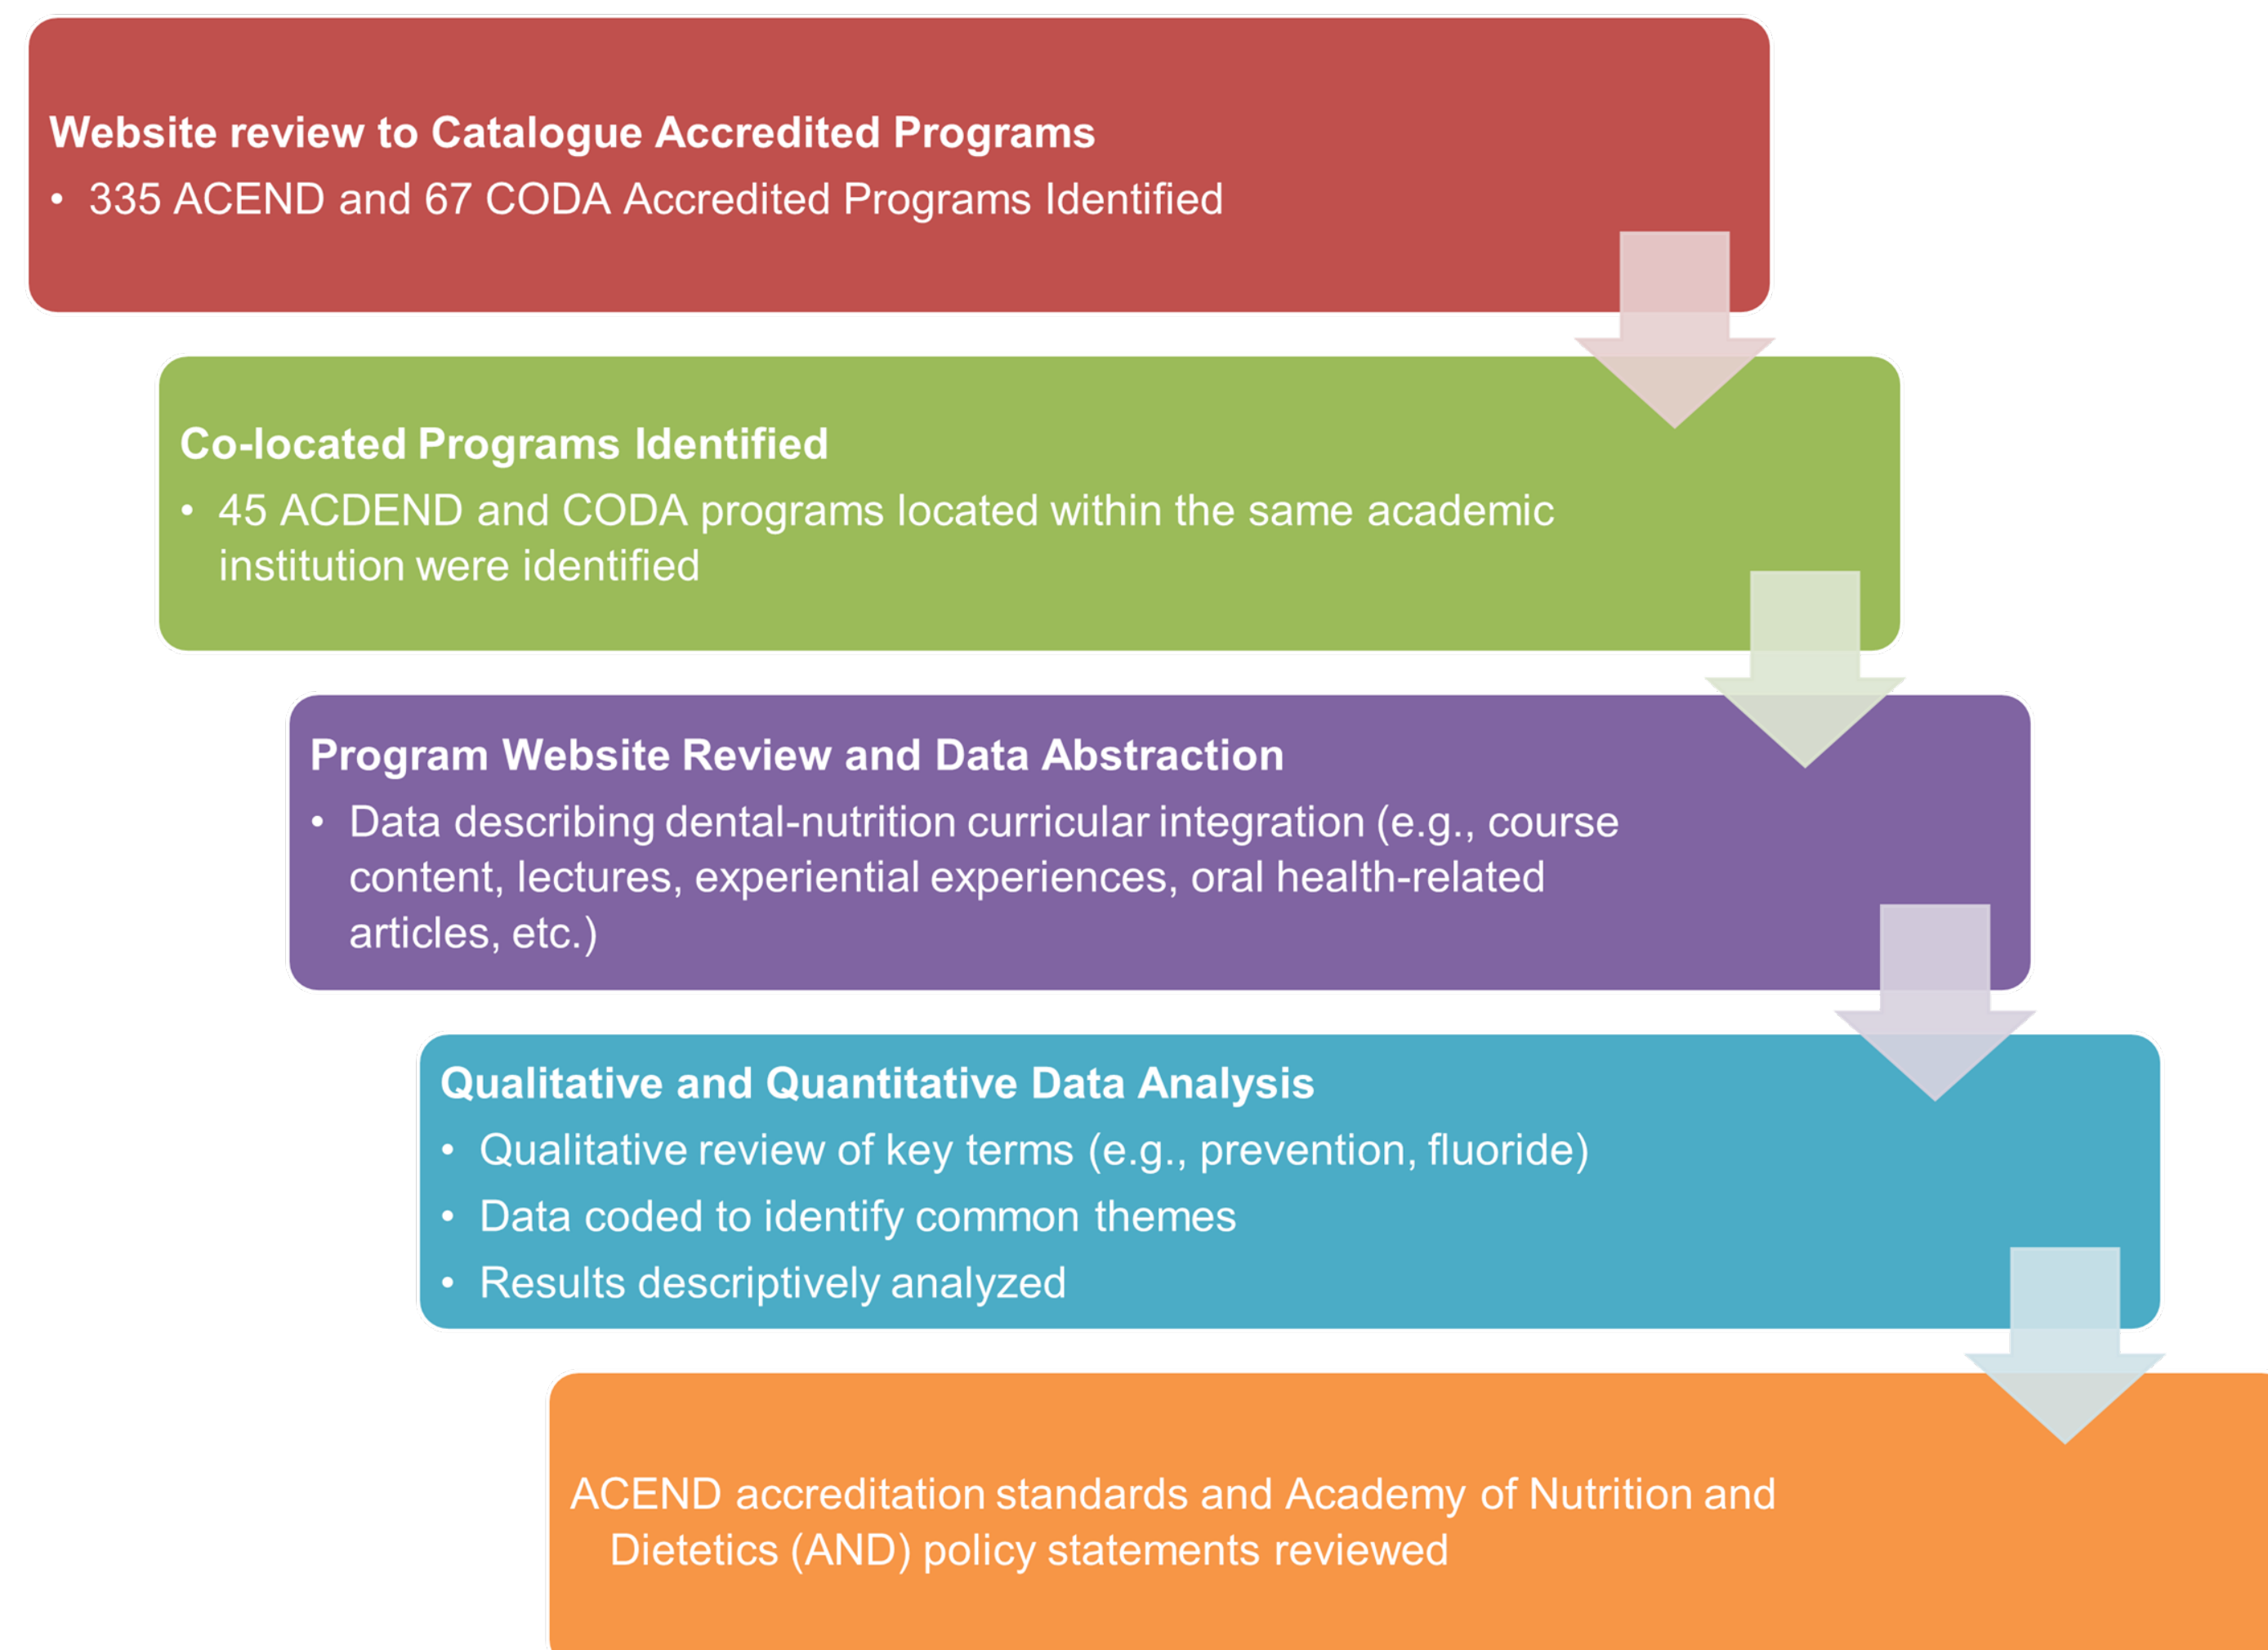 Website review to Catalogue Accredited Programs
• 335 ACEND and 67 CODA Accredited Programs Identified
Co-located Programs Identified
• 45 ACDEND and CODA programs located within the same academic
institution were identified
Program Website Review and Data Abstraction
• Data describing dental-nutrition curricular integration (e.g., course
content, lectures, experiential experiences, oral health-related
articles, etc.)
Qualitative and Quantitative Data Analysis
• Qualitative review of key terms (e.g., prevention, fluoride)
• Data coded to identify common themes
• Results descriptively analyzed
ACEND accreditation standards and Academy of Nutrition and
Dietetics (AND) policy statements reviewed